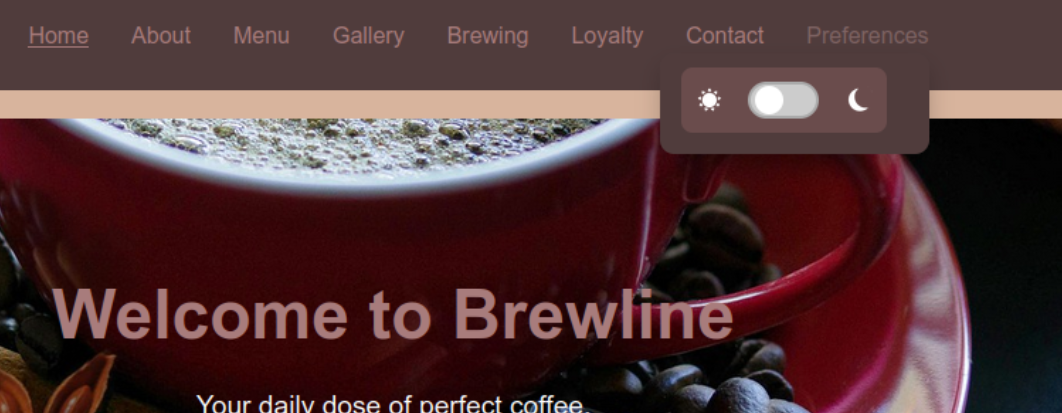 Home About Menu Gallery Brewing Loyalty Contact Preferences
Welcome to Brewline
Your daily dose of perfect coffee.